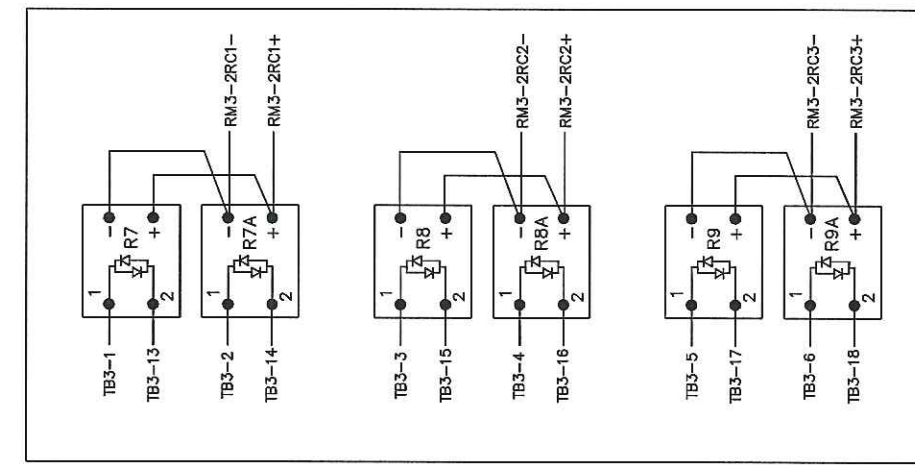 RM3-2RC1-
RM3-2RC1+
RM3-2RC2-
RM3-2RC2+
RM3-2RC3-
RM3-2RC3+
- R7 +
1 2
- R7A +
1 2
- R8 +
1 2
- R8A +
1 2
- R9 +
1 2
- R9A +
1 2
TB3-1
TB3-13
TB3-2
TB3-14
TB3-3
TB3-15
TB3-4
TB3-16
TB3-5
TB3-17
TB3-6
TB3-18